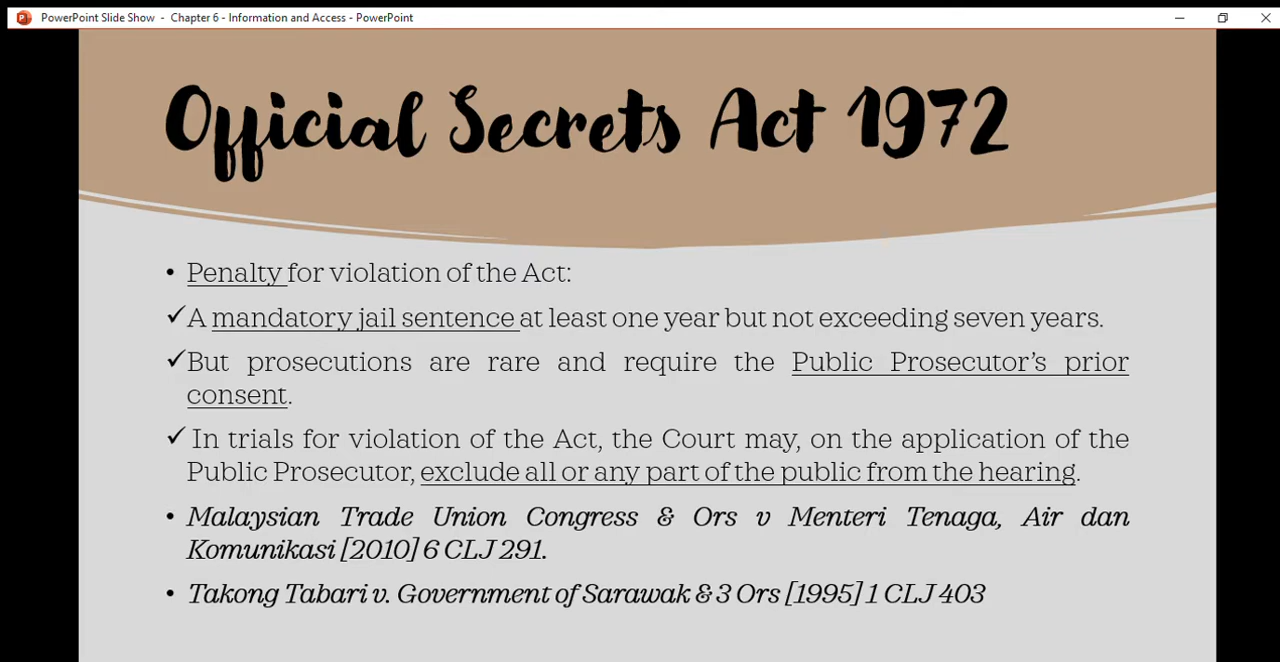 PowerPoint Slide Show - Chapter 6 - Information and Access - PowerPoint
Official Secrets Act 1972
• Penalty for violation of the Act:
✓A mandatory jail sentence at least one year but not exceeding seven years.
✓But prosecutions are rare and require the Public Prosecutor's prior
consent.
✓ In trials for violation of the Act, the Court may, on the application of the
Public Prosecutor, exclude all or any part of the public from the hearing.
• Malaysian Trade Union Congress & Ors v Menteri Tenaga, Air dan
Komunikasi [2010] 6 CLJ 291.
• Takong Tabari v. Government of Sarawak & 3 Ors [1995] 1 CLJ 403